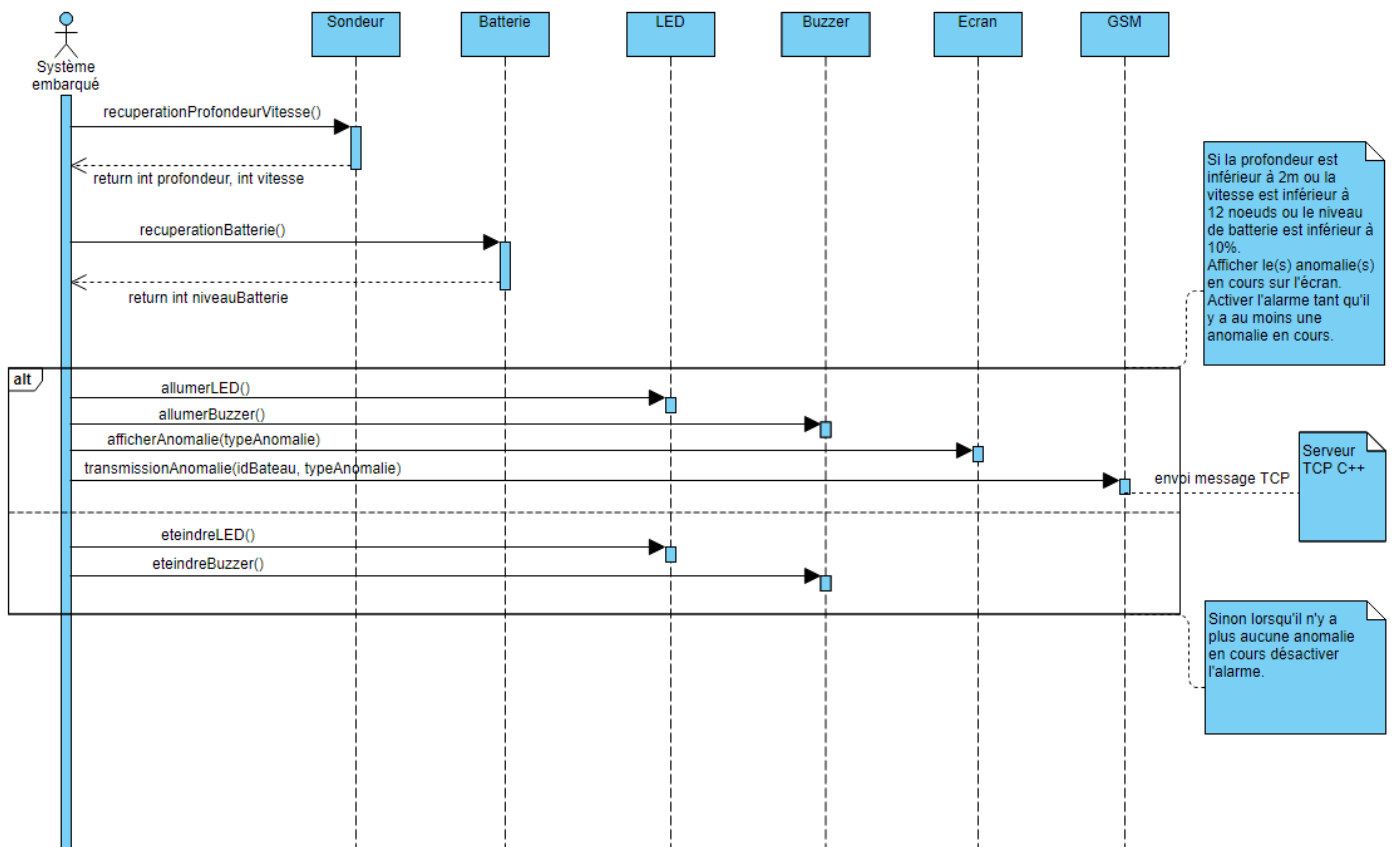 Sondeur
Batterie
LED
Buzzer
Ecran
GSM
Système
embarqué
recuperationProfondeurVitesse()
return int profondeur, int vitesse
recuperationBatterie()
return int niveauBatterie
Si la profondeur est
inférieur à 2m ou la
vitesse est inférieur à
12 noeuds ou le niveau
de batterie est inférieur à
10%.
Afficher le(s) anomalie(s)
en cours sur l'écran.
Activer l'alarme tant qu'il
y a au moins une
anomalie en cours.
alt
allumerLED()
allumerBuzzer()
afficherAnomalie(typeAnomalie)
transmissionAnomalie(idBateau, typeAnomalie)
envoi message TCP
Serveur
TCP C++
eteindreLED()
eteindreBuzzer()
Sinon lorsqu'il n'y a
plus aucune anomalie
en cours désactiver
l'alarme.